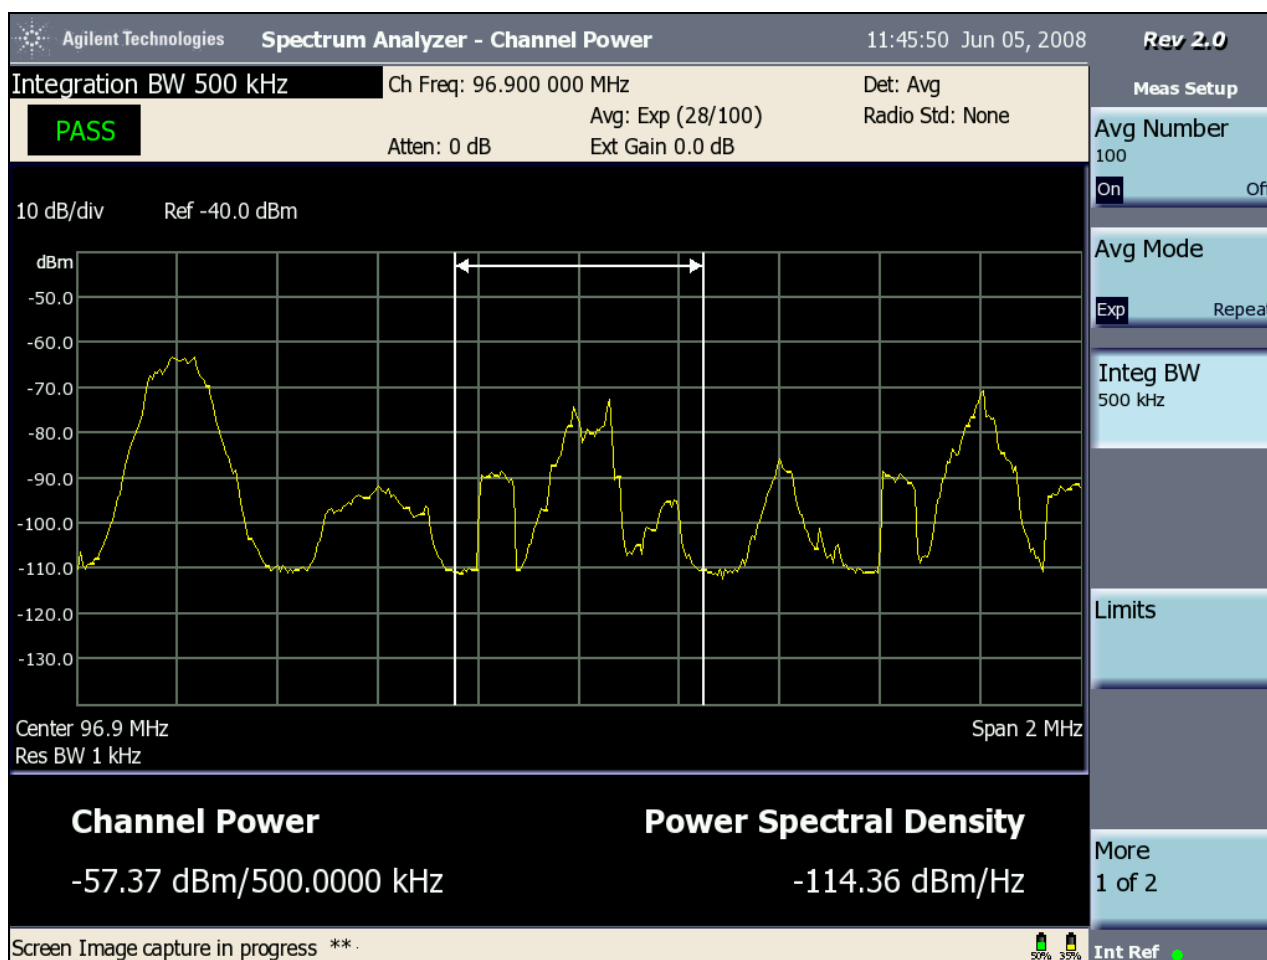 Agilent Technologies Spectrum Analyzer - Channel Power 11:45:50 Jun 05, 2008 Rev 2.0
Integration BW 500 kHz Ch Freq: 96.900 000 MHz Det: Avg
PASS Avg: Exp (28/100) Radio Std: None
Atten: 0 dB Ext Gain 0.0 dB
10 dB/div Ref -40.0 dBm
dBm
-50.0
-60.0
-70.0
-80.0
-90.0
-100.0
-110.0
-120.0
-130.0
Center 96.9 MHz Span 2 MHz
Res BW 1 kHz
Channel Power Power Spectral Density
-57.37 dBm/500.0000 kHz -114.36 dBm/Hz
Screen Image capture in progress **.
50% 35%
Meas Setup
Avg Number
100
On Off
Avg Mode
Exp Repeat
Integ BW
500 kHz
Limits
More
1 of 2
Int Ref